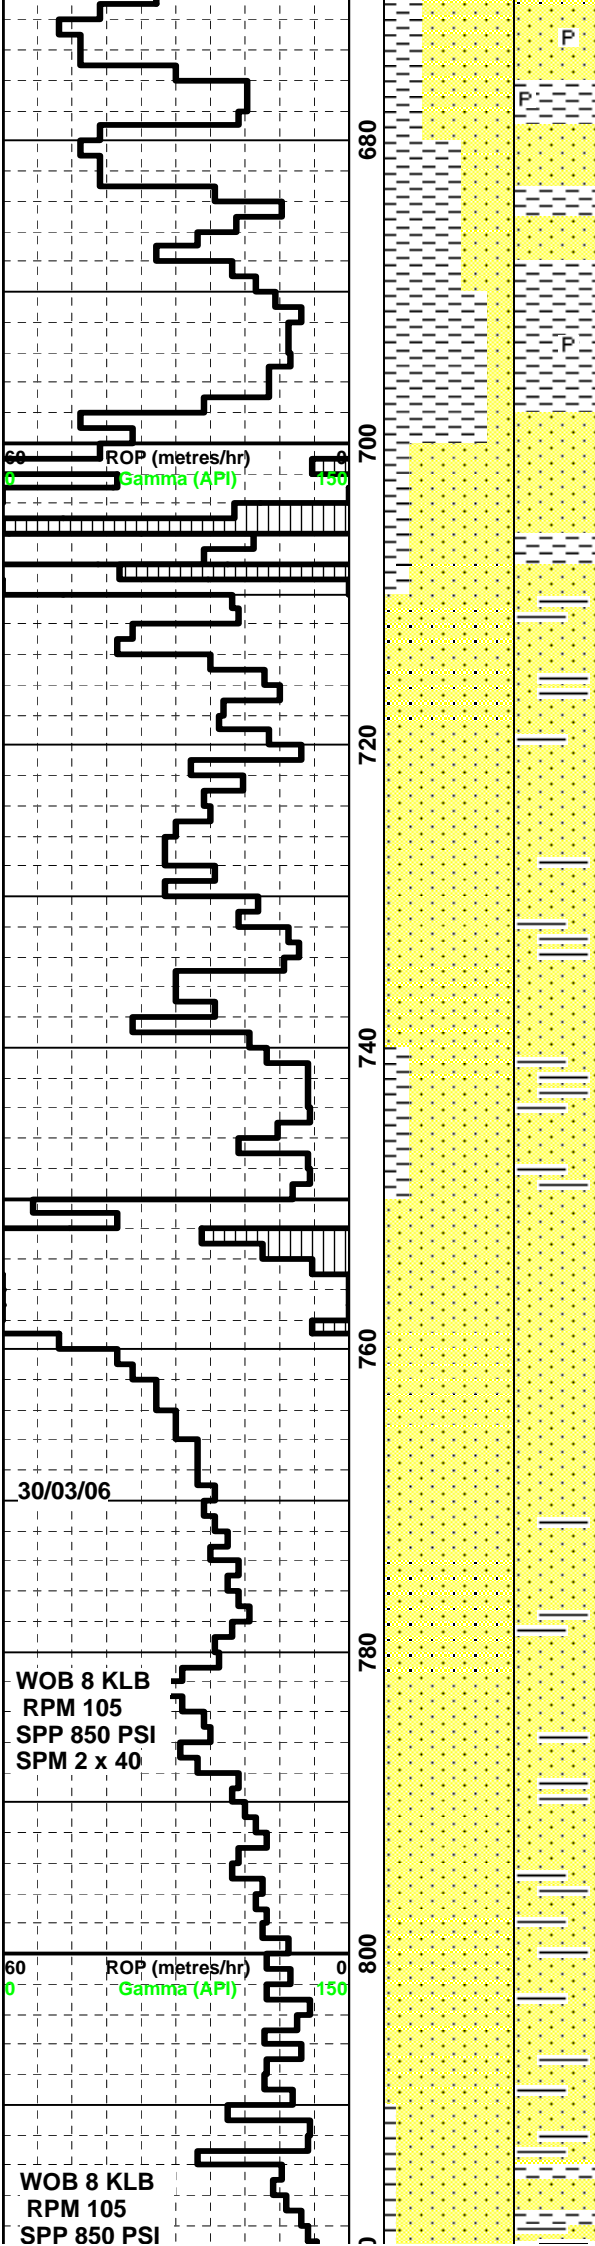 P
P
680
P
700
60 ROP (metres/hr) 0
0 Gamma (API) 150
720
740
760
30/03/06
780
WOB 8 KLB
RPM 105
SPP 850 PSI
SPM 2 x 40
800
60 ROP (metres/hr) 0
0 Gamma (API) 150
WOB 8 KLB
RPM 105
SPP 850 PSI